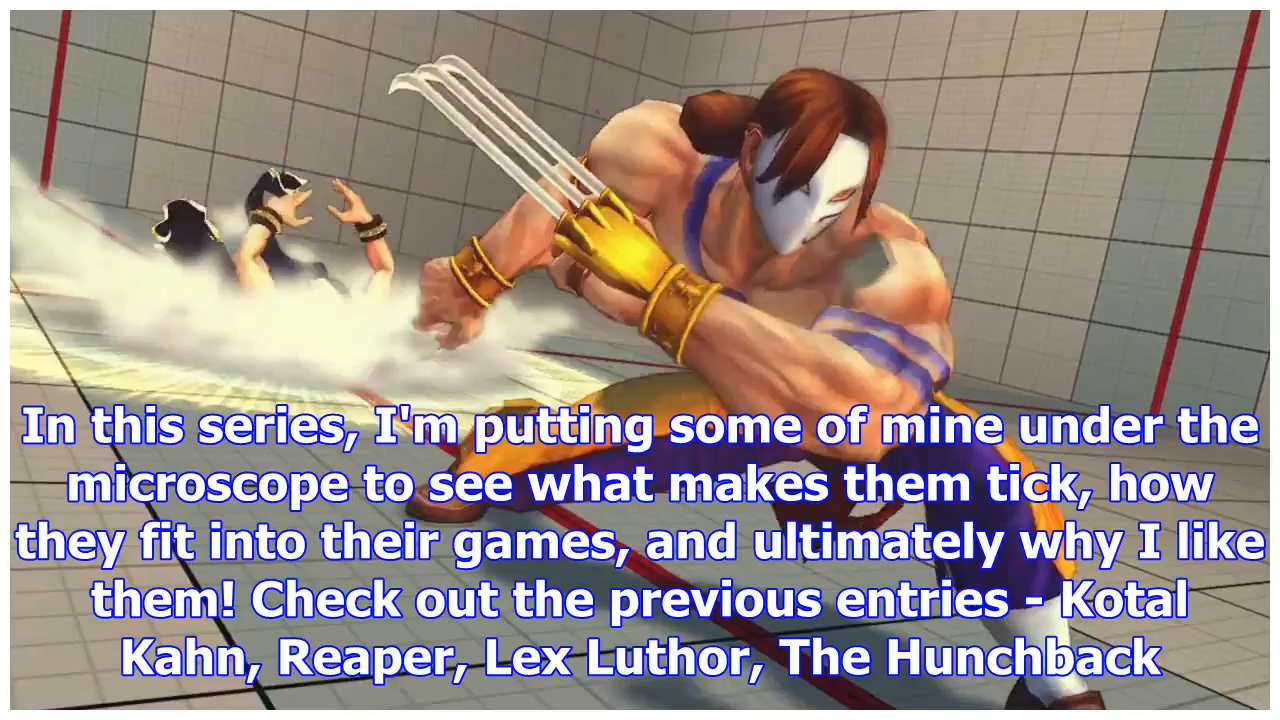 In this series, I'm putting some of mine under the
microscope to see what makes them tick, how
they fit into their games, and ultimately why I like
them! Check out the previous entries - Kotal
Kahn, Reaper, Lex Luthor, The Hunchback